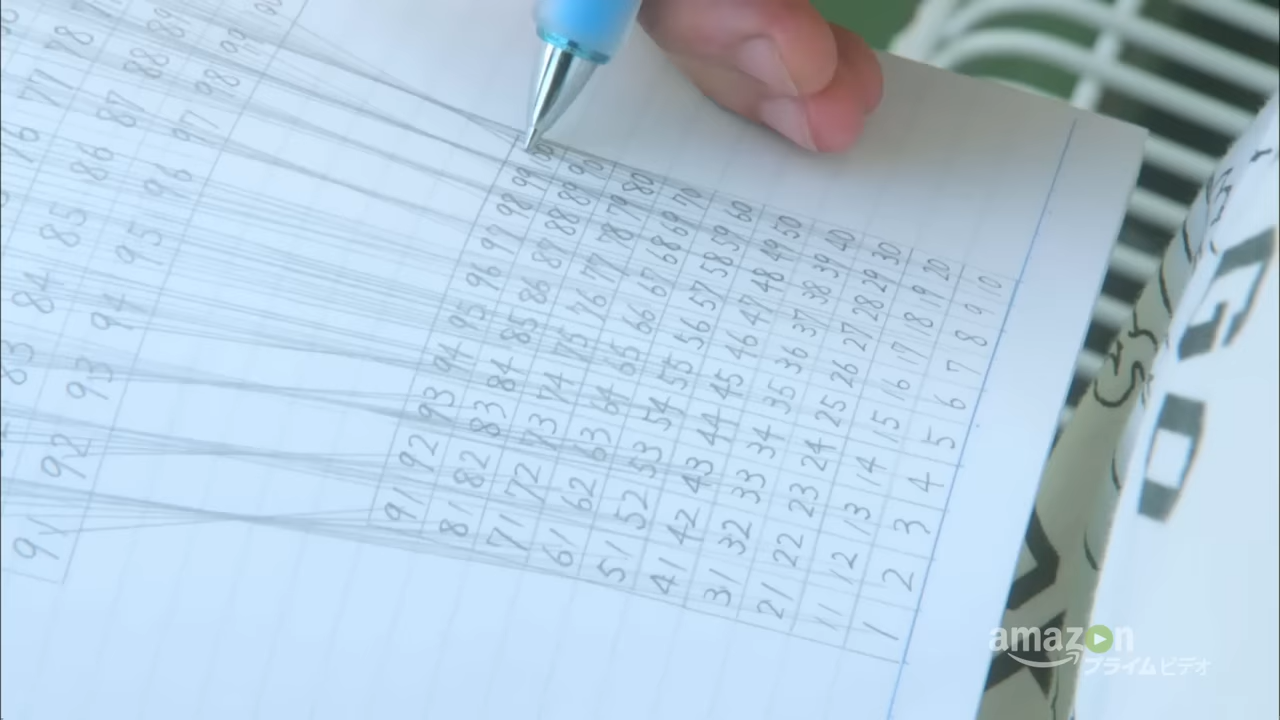 76 77 78
83 84 85 86 87 88 89
91 92 93 94 95 96 97 98 99
91 92 93 94 95 96 97 98 99 100
81 82 83 84 85 86 87 88 89 90
71 72 73 74 75 76 77 78 79 80
61 62 63 64 65 66 67 68 69 70
51 52 53 54 55 56 57 58 59 60
41 42 43 44 45 46 47 48 49 50
31 32 33 34 35 36 37 38 39 40
21 22 23 24 25 26 27 28 29 30
11 12 13 14 15 16 17 18 19 20
1 2 3 4 5 6 7 8 9 10
amazon
プライムビデオ